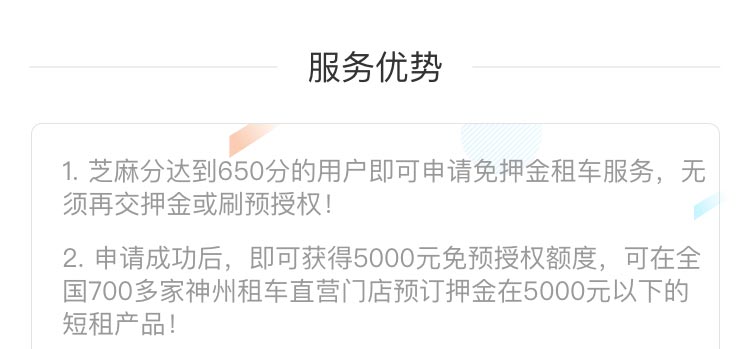 服务优势
1. 芝麻分达到650分的用户即可申请免押金租车服务，无
须再交押金或刷预授权！
2. 申请成功后，即可获得5000元免预授权额度，可在全
国700多家神州租车直营门店预订押金在5000元以下的
短租产品！